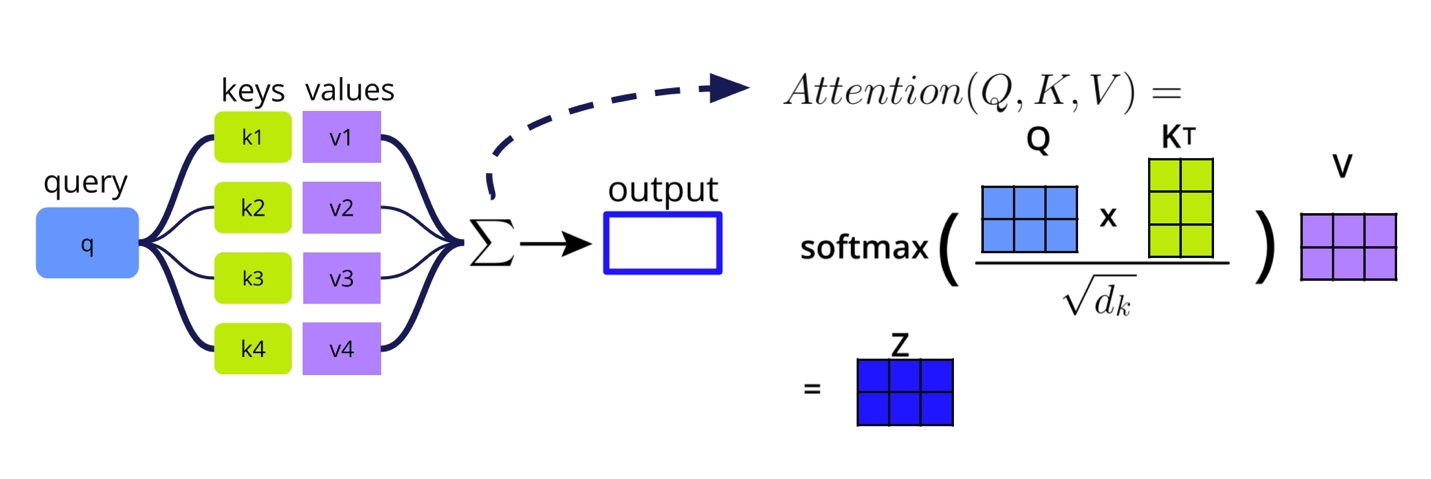 keys values
query
q
k1 v1
k2 v2
k3 v3
k4 v4
∑
output
Attention(Q, K, V) =
Q
KT
V
softmax ( x )
√dk
Z
=